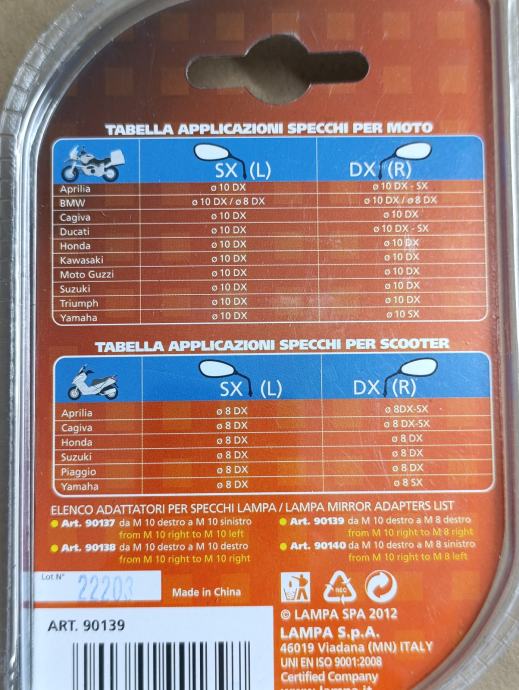 TABELLA APPLICAZIONI SPECCHI PER MOTO
SX (L) DX (R)
Aprilia ø 10 DX ø 10 DX - SX
BMW ø 10 DX / ø 8 DX ø 10 DX / ø 8 DX
Cagiva ø 10 DX ø 10 DX
Ducati ø 10 DX ø 10 DX - SX
Honda ø 10 DX ø 10 DX
Kawasaki ø 10 DX ø 10 DX
Moto Guzzi ø 10 DX ø 10 DX
Suzuki ø 10 DX ø 10 DX
Triumph ø 10 DX ø 10 DX
Yamaha ø 10 DX ø 10 SX
TABELLA APPLICAZIONI SPECCHI PER SCOOTER
SX (L) DX (R)
Aprilia ø 8 DX ø 8DX-SX
Cagiva ø 8 DX ø 8 DX-SX
Honda ø 8 DX ø 8 DX
Suzuki ø 8 DX ø 8 DX
Piaggio ø 8 DX ø 8 DX
Yamaha ø 8 DX ø 8 SX
ELENCO ADATTATORI PER SPECCHI LAMPA / LAMPA MIRROR ADAPTERS LIST
Art. 90137 da M 10 destro a M 10 sinistro
from M 10 right to M 10 left
Art. 90138 da M 10 destro a M 10 destro
from M 10 right to M 10 right
Art. 90139 da M 10 destro a M 8 destro
from M 10 right to M 8 right
Art. 90140 da M 10 destro a M 8 sinistro
from M 10 right to M 8 left
Lot N°
22203
Made in China
REC
© LAMPA SPA 2012
ART. 90139
LAMPA S.p.A.
46019 Viadana (MN) ITALY
UNI EN ISO 9001:2008
Certified Company
www.lampa.it